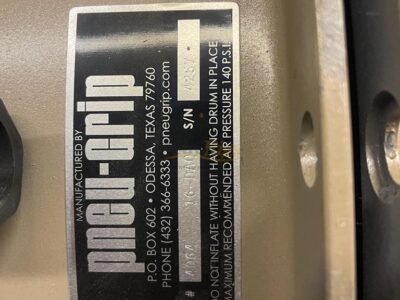 MANUFACTURED BY
pneu-grip
P.O. BOX 602 • ODESSA, TEXAS 79760
PHONE (432) 366-6333 • pneugrip.com
# S/N
DO NOT INFLATE WITHOUT HAVING DRUM IN PLACE
MAXIMUM RECOMMENDED AIR PRESSURE 140 P.S.I.